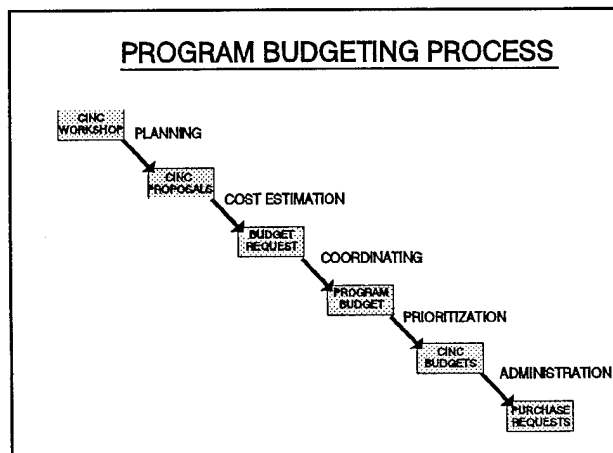 PROGRAM BUDGETING PROCESS
CINC
WORKSHOP
PLANNING
CINC
PROPOSALS
COST ESTIMATION
BUDGET
REQUEST
COORDINATING
PROGRAM
BUDGET
PRIORITIZATION
CINC
BUDGETS
ADMINISTRATION
PURCHASE
REQUESTS